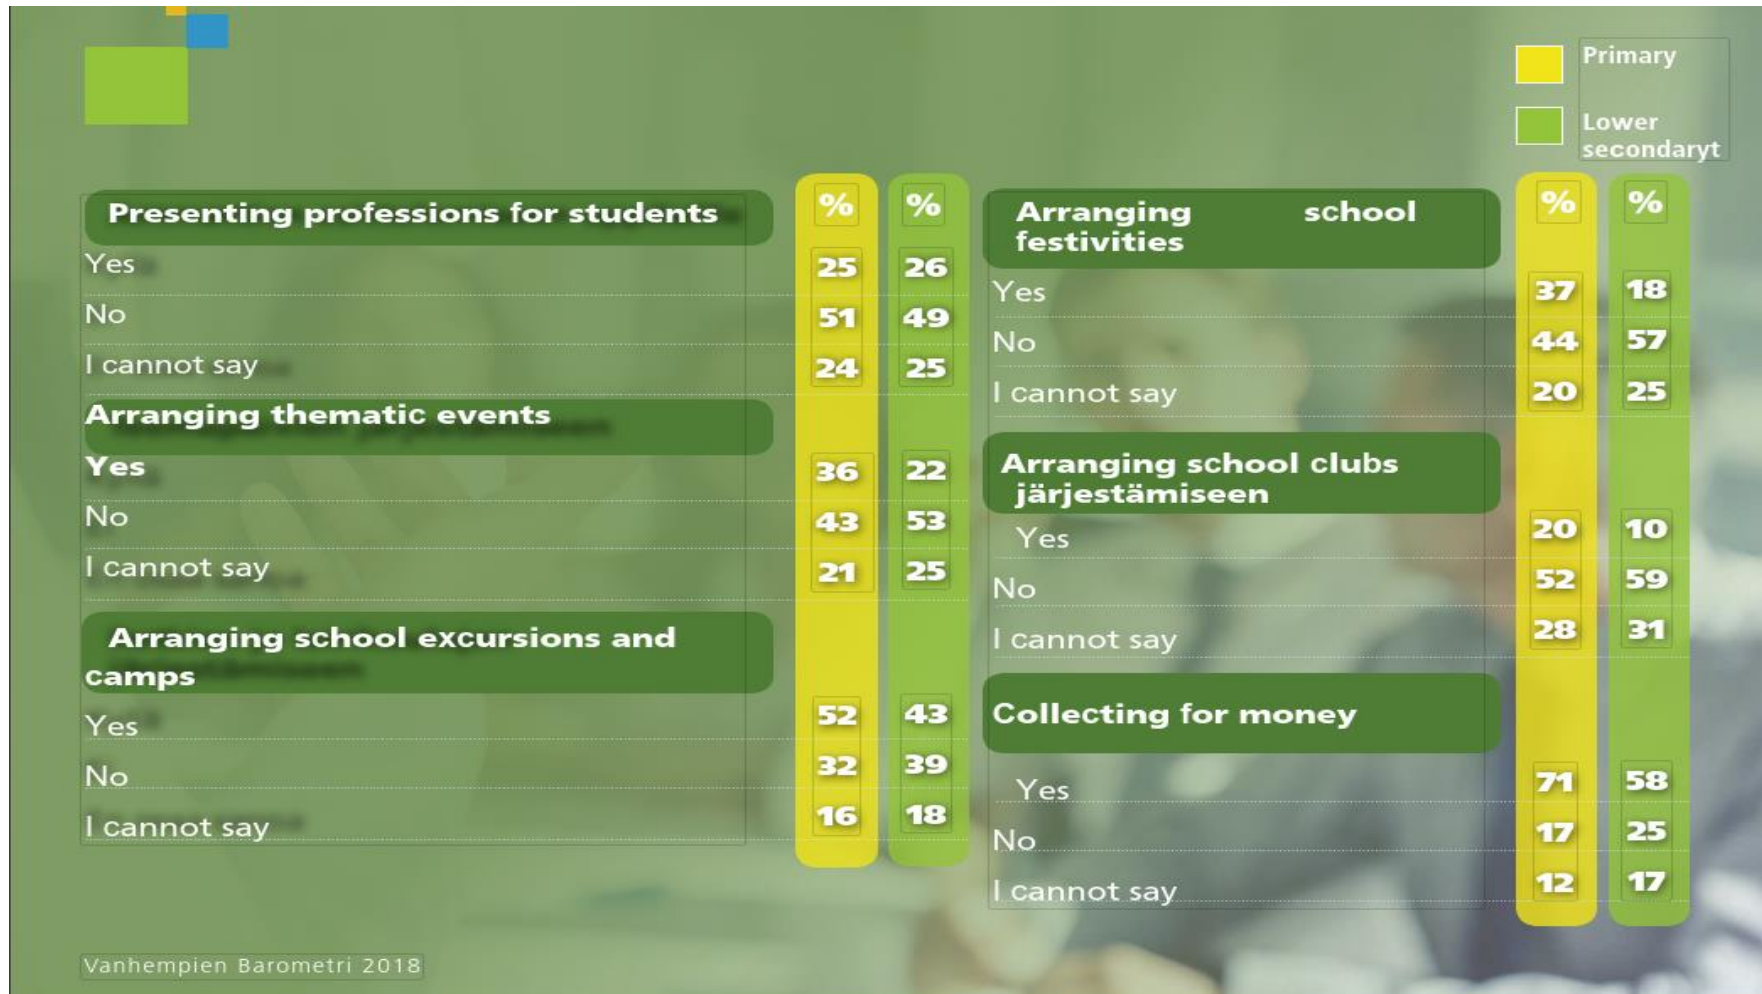 Primary
Lower
secondaryt
Presenting professions for students % %
Yes 25 26
No 51 49
I cannot say 24 25
Arranging thematic events
Yes 36 22
No 43 53
I cannot say 21 25
Arranging school excursions and
camps
Yes 52 43
No 32 39
I cannot say 16 18
Arranging school % %
festivities
Yes 37 18
No 44 57
I cannot say 20 25
Arranging school clubs
järjestämiseen
Yes 20 10
No 52 59
I cannot say 28 31
Collecting for money
Yes 71 58
No 17 25
I cannot say 12 17
Vanhempien Barometri 2018